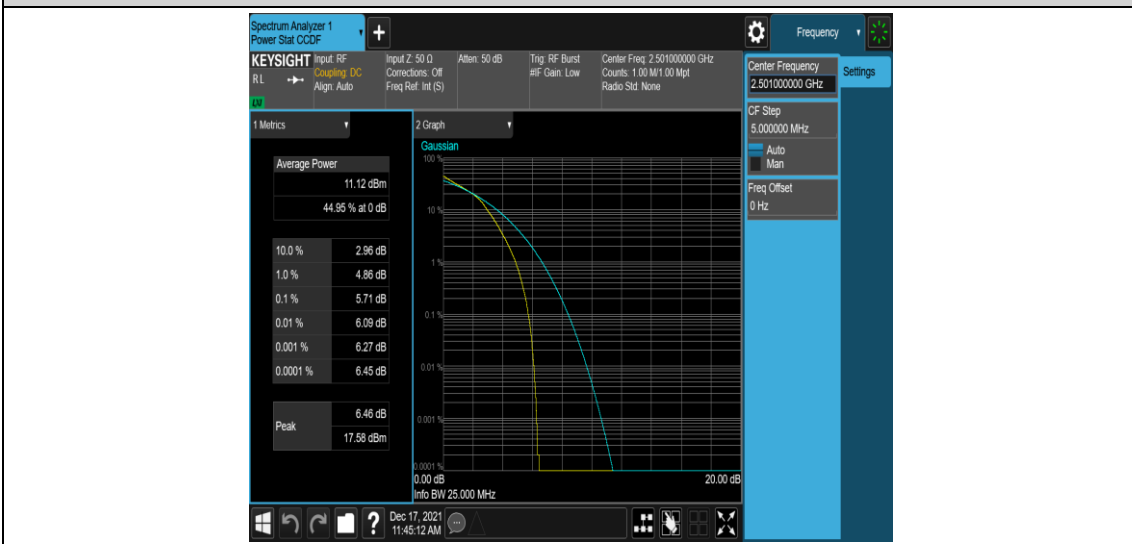 Spectrum Analyzer 1
Power Stat CCDF
+
Frequency
KEYSIGHT
Input: RF
Coupling: DC
Align: Auto
R L
LXI
Input Z: 50 Ω
Corrections: Off
Freq Ref: Int (S)
Atten: 50 dB
Trig: RF Burst
#IF Gain: Low
Center Freq: 2.501000000 GHz
Counts: 1.00 M/1.00 Mpt
Radio Std: None
Center Frequency
2.501000000 GHz
Settings
CF Step
5.000000 MHz
Auto
Man
Freq Offset
0 Hz
1 Metrics
Average Power
11.12 dBm
44.95 % at 0 dB
10.0 % 2.96 dB
1.0 % 4.86 dB
0.1 % 5.71 dB
0.01 % 6.09 dB
0.001 % 6.27 dB
0.0001 % 6.45 dB
Peak
6.46 dB
17.58 dBm
2 Graph
Gaussian
100 %
10 %
1 %
0.1 %
0.01 %
0.001 %
0.0001 %
0.00 dB 20.00 dB
Info BW 25.000 MHz
?
Dec 17, 2021
11:45:12 AM